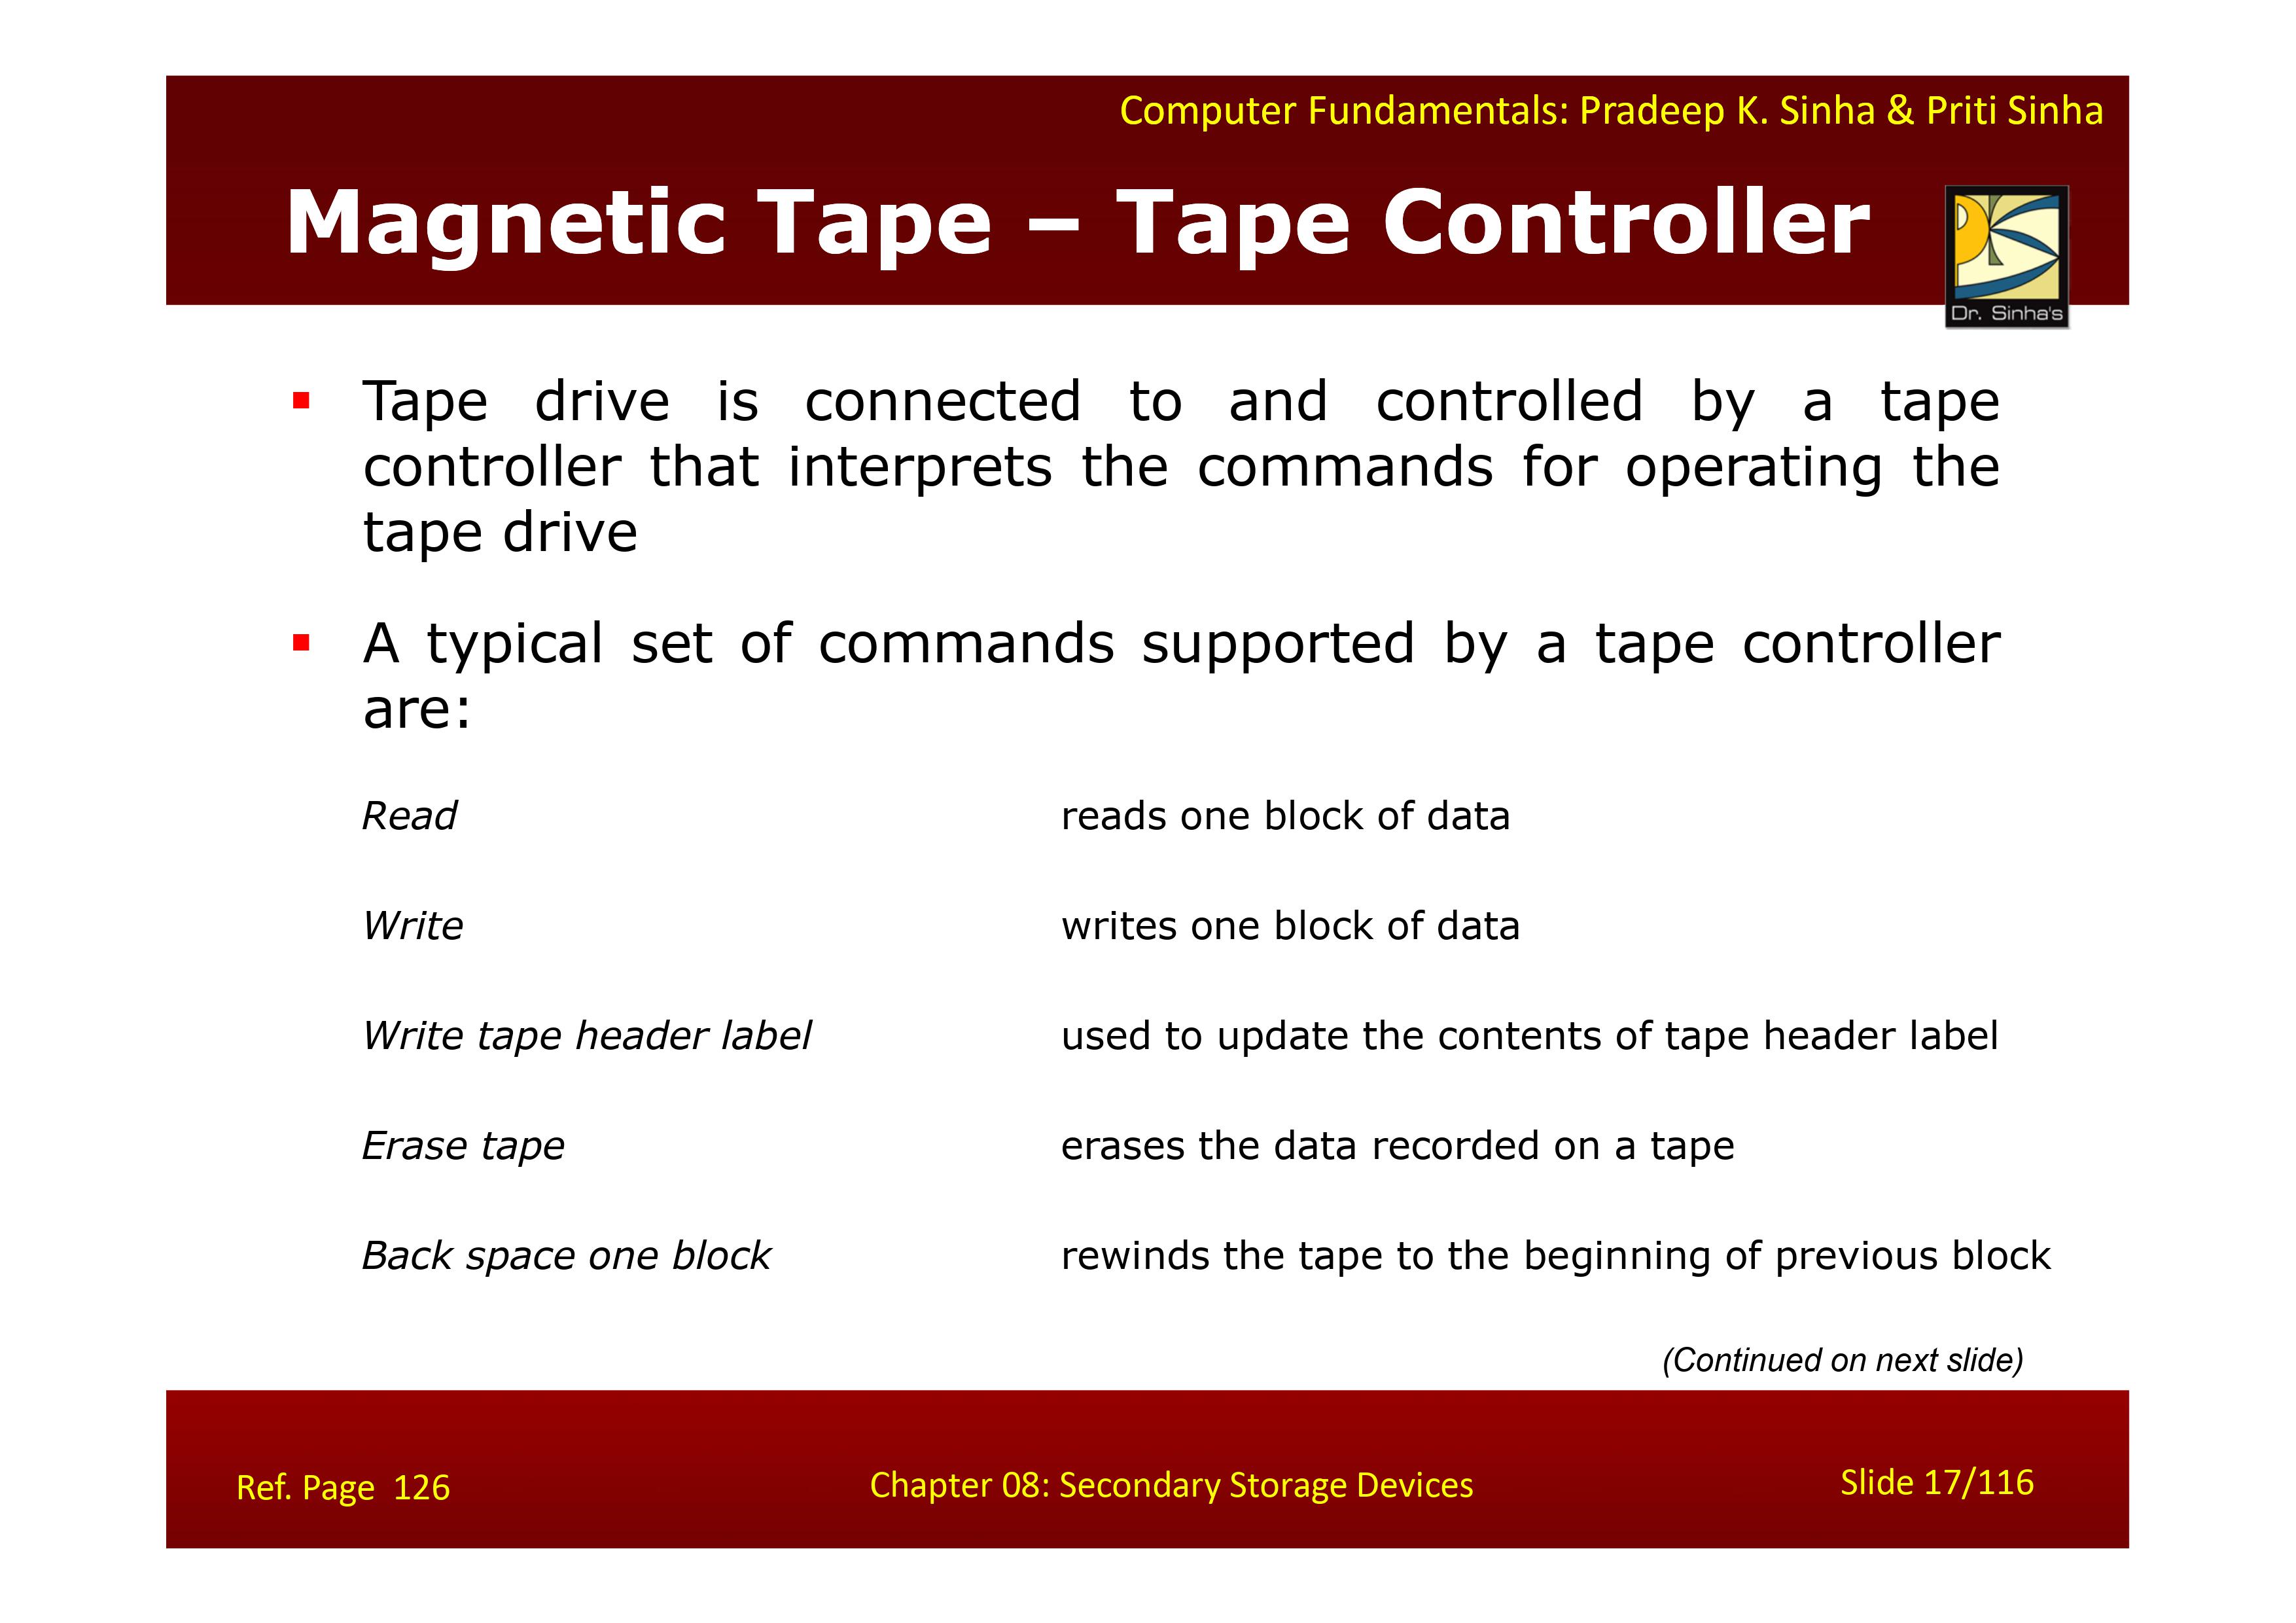 Computer Fundamentals: Pradeep K. Sinha & Priti Sinha
Magnetic Tape – Tape Controller
Dr. Sinha's
▪ Tape drive is connected to and controlled by a tape
controller that interprets the commands for operating the
tape drive
▪ A typical set of commands supported by a tape controller
are:
Read reads one block of data
Write writes one block of data
Write tape header label used to update the contents of tape header label
Erase tape erases the data recorded on a tape
Back space one block rewinds the tape to the beginning of previous block
(Continued on next slide)
Ref. Page 126 Chapter 08: Secondary Storage Devices Slide 17/116